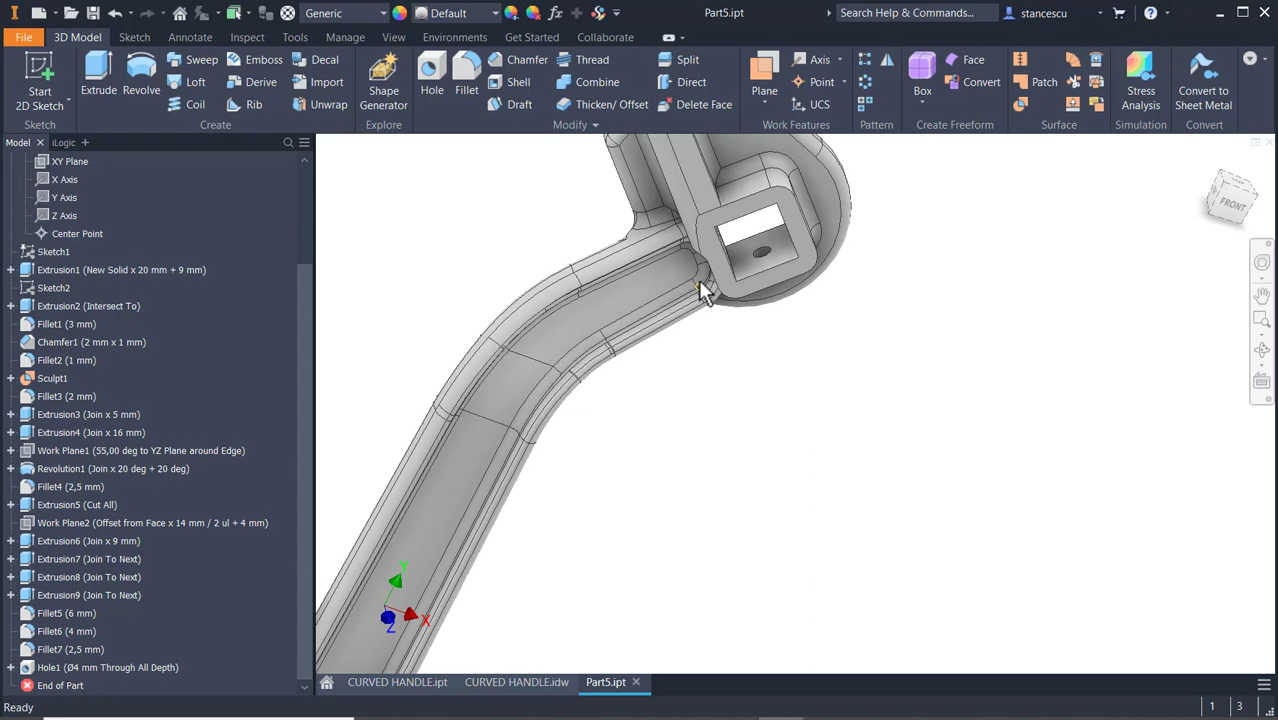 I
Generic
Default
fx
Part5.ipt
Search Help & Commands...
stancescu
File
3D Model
Sketch
Annotate
Inspect
Tools
Manage
View
Environments
Get Started
Collaborate
Start
2D Sketch
Extrude
Revolve
Sweep
Emboss
Decal
Loft
Derive
Import
Coil
Rib
Unwrap
Shape
Generator
Hole
Fillet
Chamfer
Thread
Split
Shell
Combine
Direct
Draft
Thicken/ Offset
Delete Face
Plane
Axis
Point
UCS
Box
Face
Convert
Patch
Stress
Analysis
Convert to
Sheet Metal
Sketch
Create
Explore
Modify
Work Features
Pattern
Create Freeform
Surface
Simulation
Convert
Model
iLogic
XY Plane
X Axis
Y Axis
Z Axis
Center Point
Sketch1
Extrusion1 (New Solid x 20 mm + 9 mm)
Sketch2
Extrusion2 (Intersect To)
Fillet1 (3 mm)
Chamfer1 (2 mm x 1 mm)
Fillet2 (1 mm)
Sculpt1
Fillet3 (2 mm)
Extrusion3 (Join x 5 mm)
Extrusion4 (Join x 16 mm)
Work Plane1 (55,00 deg to YZ Plane around Edge)
Revolution1 (Join x 20 deg + 20 deg)
Fillet4 (2,5 mm)
Extrusion5 (Cut All)
Work Plane2 (Offset from Face x 14 mm / 2 ul + 4 mm)
Extrusion6 (Join x 9 mm)
Extrusion7 (Join To Next)
Extrusion8 (Join To Next)
Extrusion9 (Join To Next)
Fillet5 (6 mm)
Fillet6 (4 mm)
Fillet7 (2,5 mm)
Hole1 (Ø4 mm Through All Depth)
End of Part
FRONT
Y
X
Z
CURVED HANDLE.ipt
CURVED HANDLE.idw
Part5.ipt
Ready
1
3